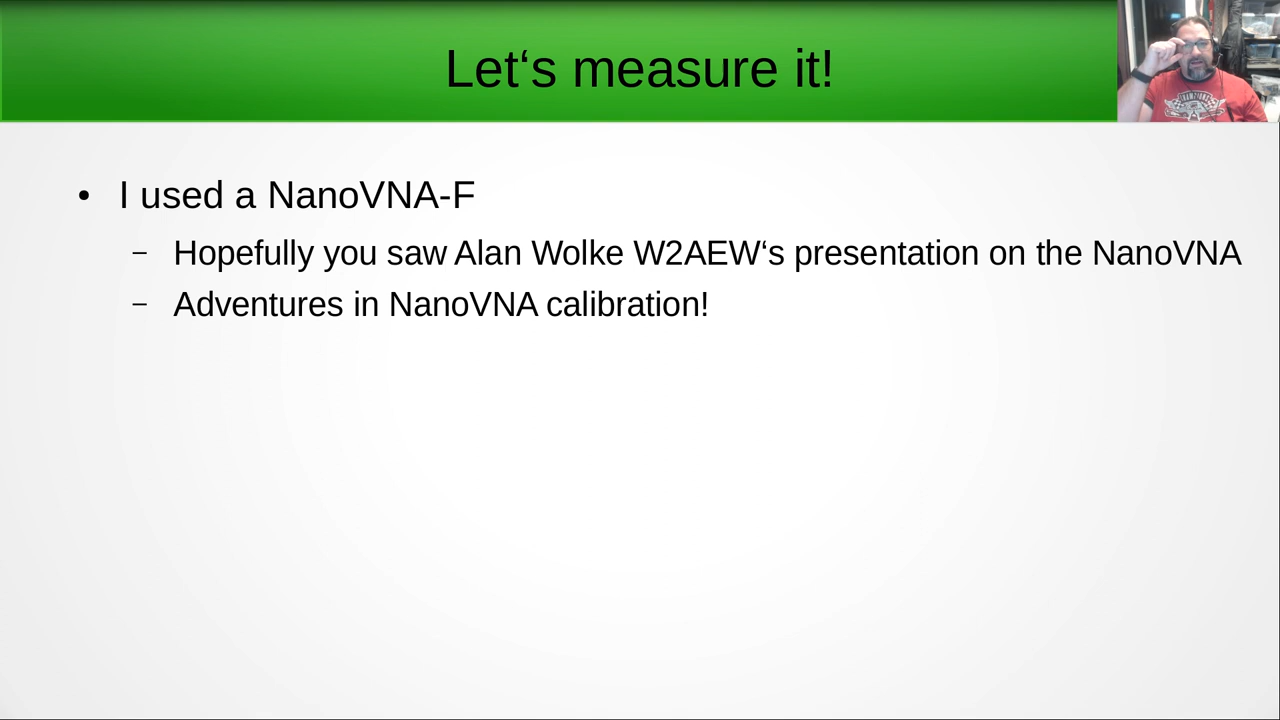 Let‘s measure it!
● I used a NanoVNA-F
– Hopefully you saw Alan Wolke W2AEW‘s presentation on the NanoVNA
– Adventures in NanoVNA calibration!